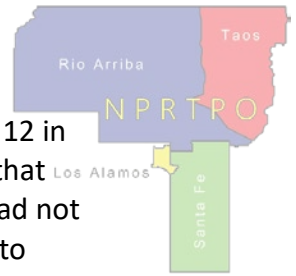 Taos
Rio Arriba
NPRTPO
12 in
that
Los Alamos
ad not
Santa Fe
to